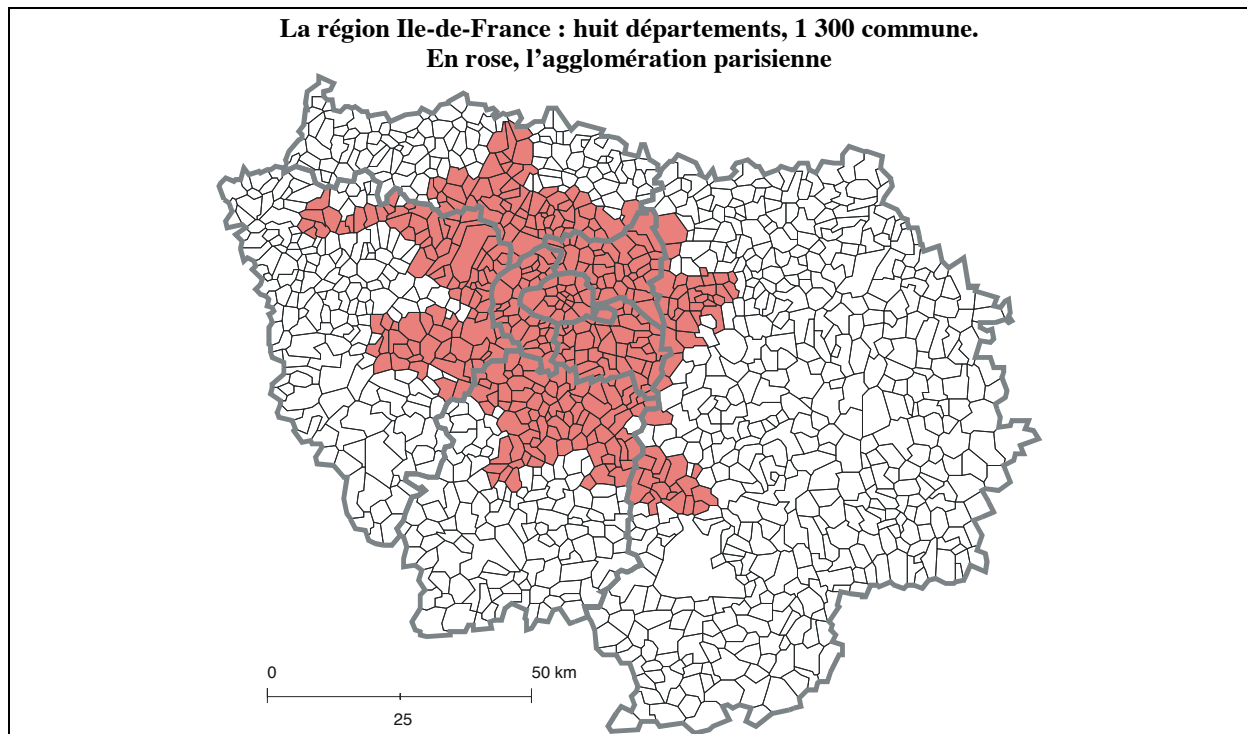 La région Ile-de-France : huit départements, 1 300 commune.
En rose, l’agglomération parisienne
0
50 km
25